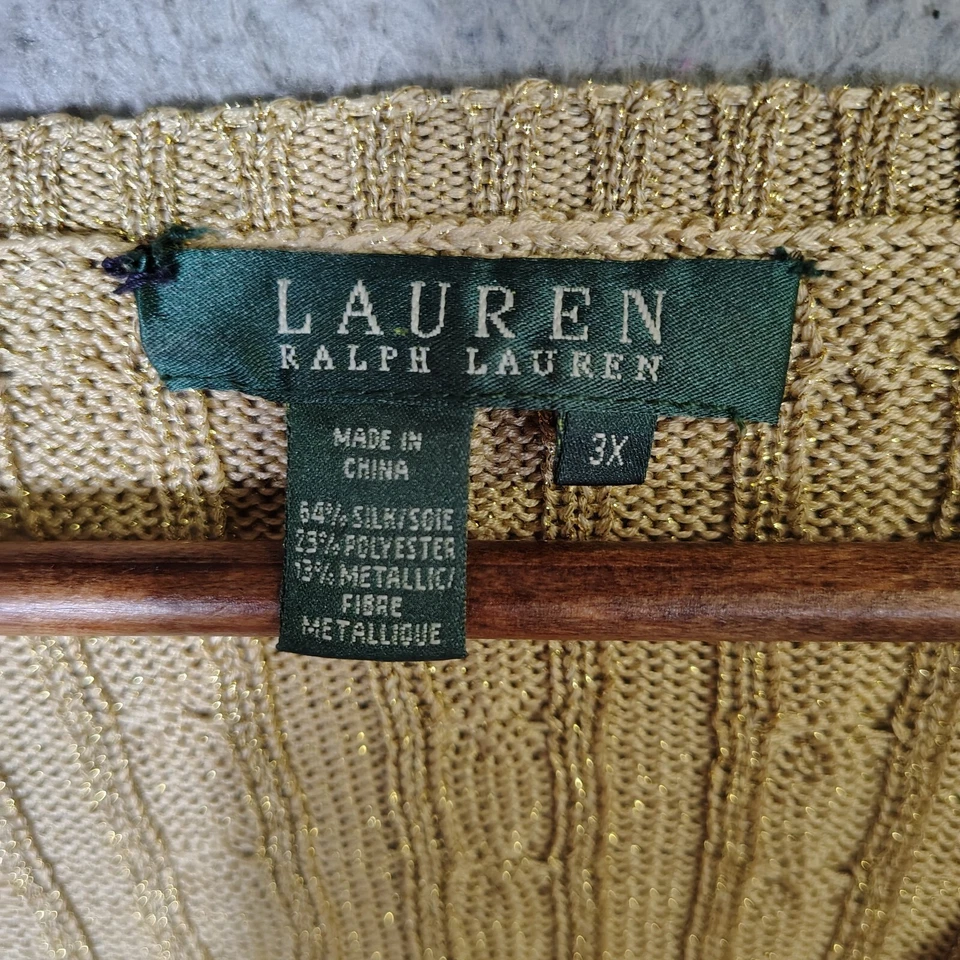 LAUREN
RALPH LAUREN
3X
MADE IN
CHINA
64% SILK/SOIE
23% POLYESTER
13% METALLIC/
FIBRE
METALLIQUE